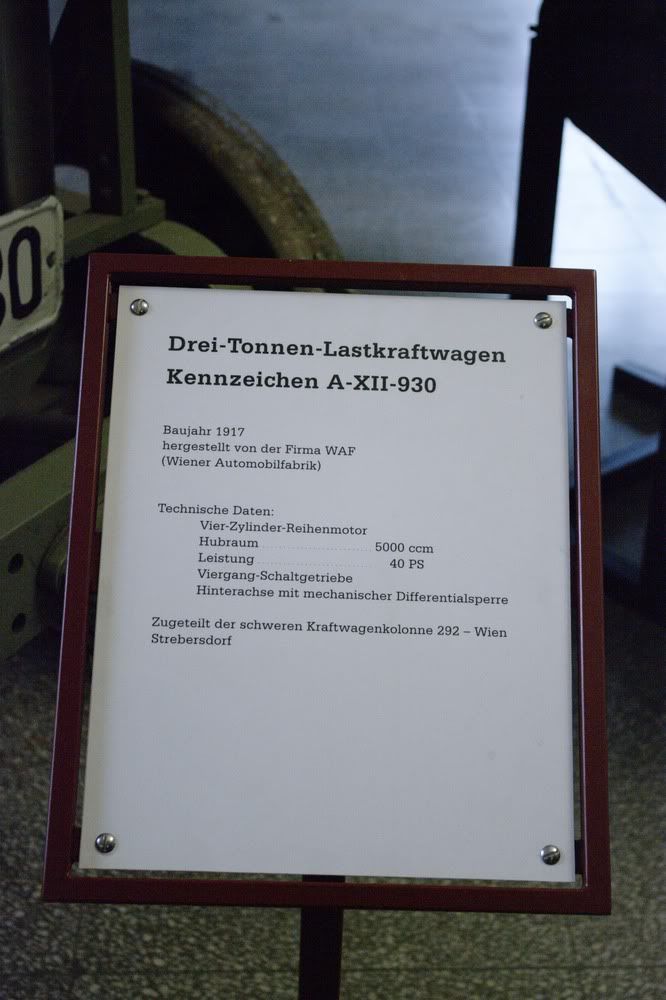 30
Drei-Tonnen-Lastkraftwagen
Kennzeichen A-XII-930
Baujahr 1917
hergestellt von der Firma WAF
(Wiener Automobilfabrik)
Technische Daten:
Vier-Zylinder-Reihenmotor
Hubraum 5000 ccm
Leistung 40 PS
Viergang-Schaltgetriebe
Hinterachse mit mechanischer Differentialsperre
Zugeteilt der schweren Kraftwagenkolonne 292 – Wien
Strebersdorf